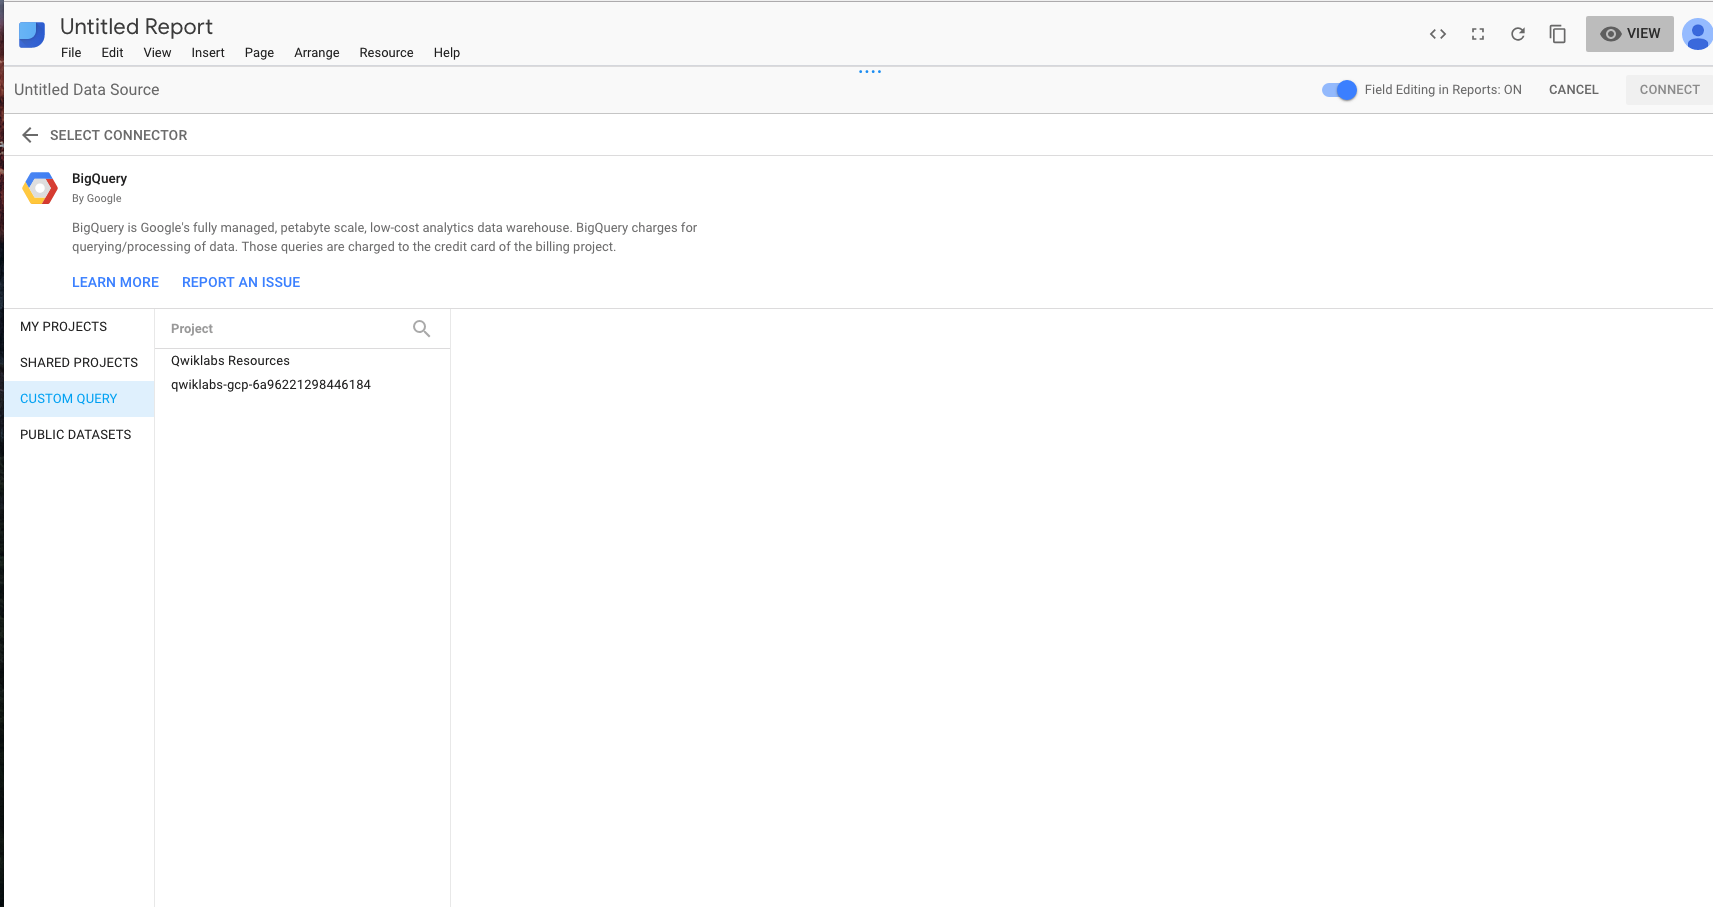 Untitled Report
File Edit View Insert Page Arrange Resource Help
VIEW
Untitled Data Source
Field Editing in Reports: ON CANCEL CONNECT
SELECT CONNECTOR
BigQuery
By Google
BigQuery is Google's fully managed, petabyte scale, low-cost analytics data warehouse. BigQuery charges for
querying/processing of data. Those queries are charged to the credit card of the billing project.
LEARN MORE REPORT AN ISSUE
MY PROJECTS
SHARED PROJECTS
CUSTOM QUERY
PUBLIC DATASETS
Project
Qwiklabs Resources
qwiklabs-gcp-6a96221298446184